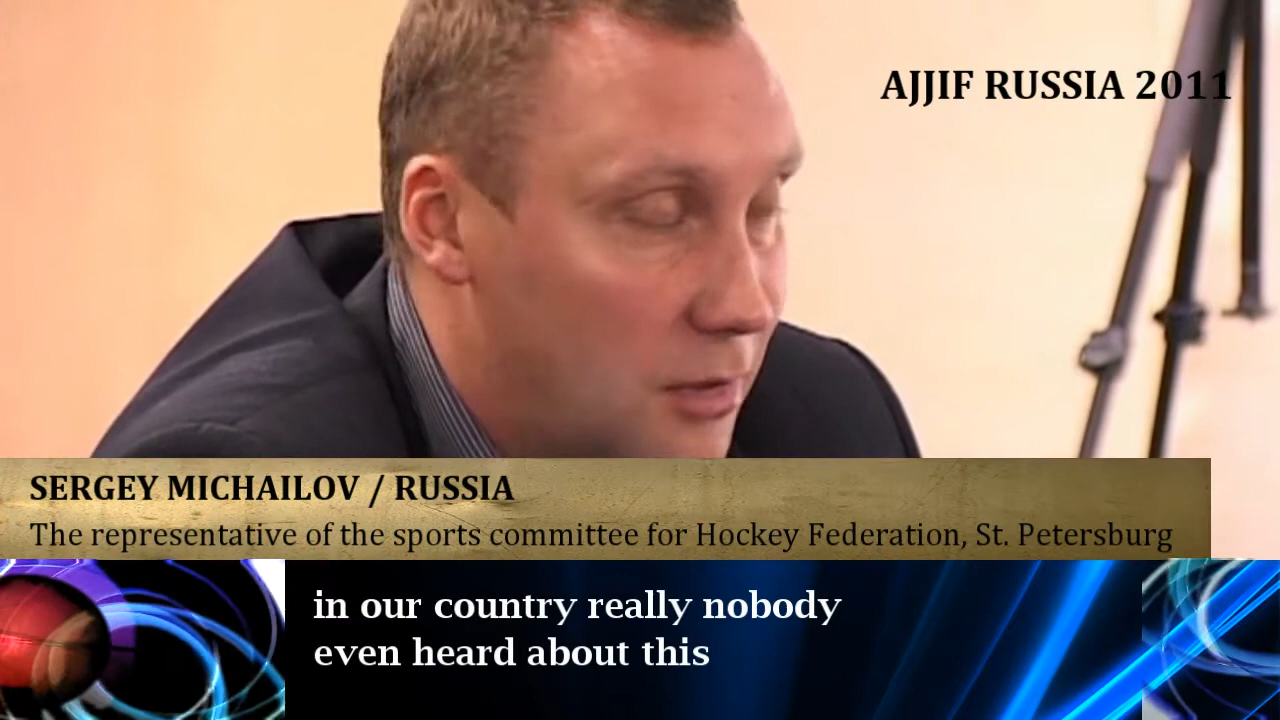 AJJIF RUSSIA 2011
SERGEY MICHAILOV / RUSSIA
The representative of the sports committee for Hockey Federation, St. Petersburg
in our country really nobody
even heard about this